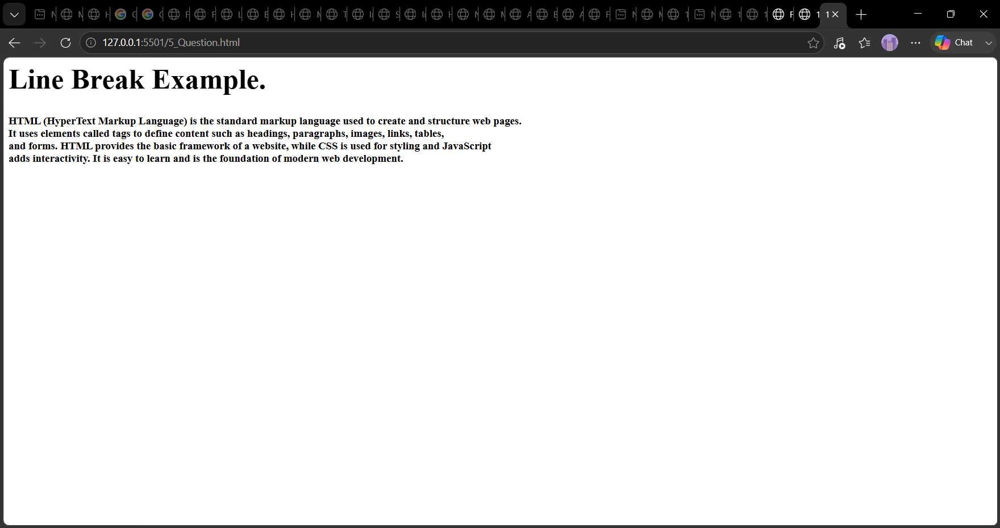 127.0.0.1:5501/5_Question.html
Chat
Line Break Example.
HTML (HyperText Markup Language) is the standard markup language used to create and structure web pages.
It uses elements called tags to define content such as headings, paragraphs, images, links, tables,
and forms. HTML provides the basic framework of a website, while CSS is used for styling and JavaScript
adds interactivity. It is easy to learn and is the foundation of modern web development.